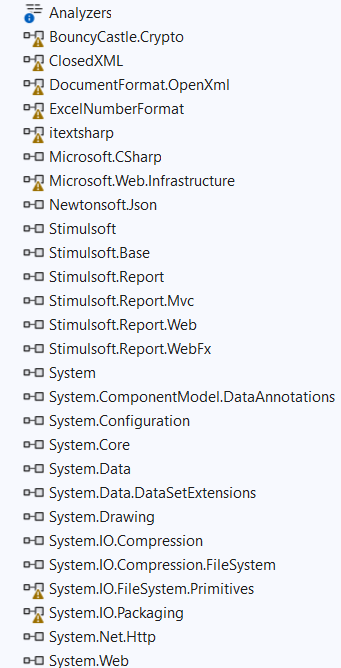 Analyzers
BouncyCastle.Crypto
ClosedXML
DocumentFormat.OpenXml
ExcelNumberFormat
itextsharp
Microsoft.CSharp
Microsoft.Web.Infrastructure
Newtonsoft.Json
Stimulsoft
Stimulsoft.Base
Stimulsoft.Report
Stimulsoft.Report.Mvc
Stimulsoft.Report.Web
Stimulsoft.Report.WebFx
System
System.ComponentModel.DataAnnotations
System.Configuration
System.Core
System.Data
System.Data.DataSetExtensions
System.Drawing
System.IO.Compression
System.IO.Compression.FileSystem
System.IO.FileSystem.Primitives
System.IO.Packaging
System.Net.Http
System.Web